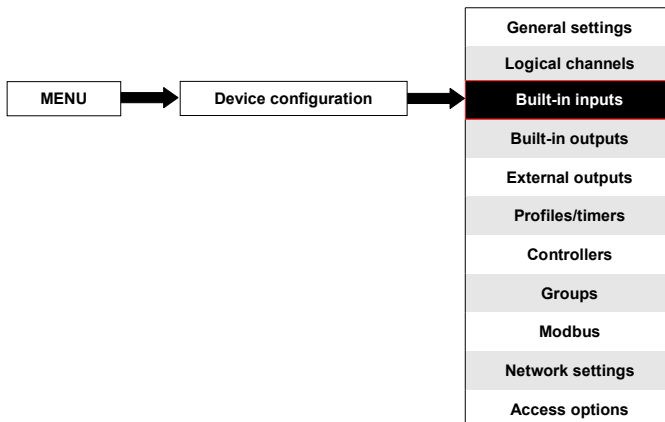 General settings
Logical channels
MENU
Device configuration
Built-in inputs
Built-in outputs
External outputs
Profiles/timers
Controllers
Groups
Modbus
Network settings
Access options